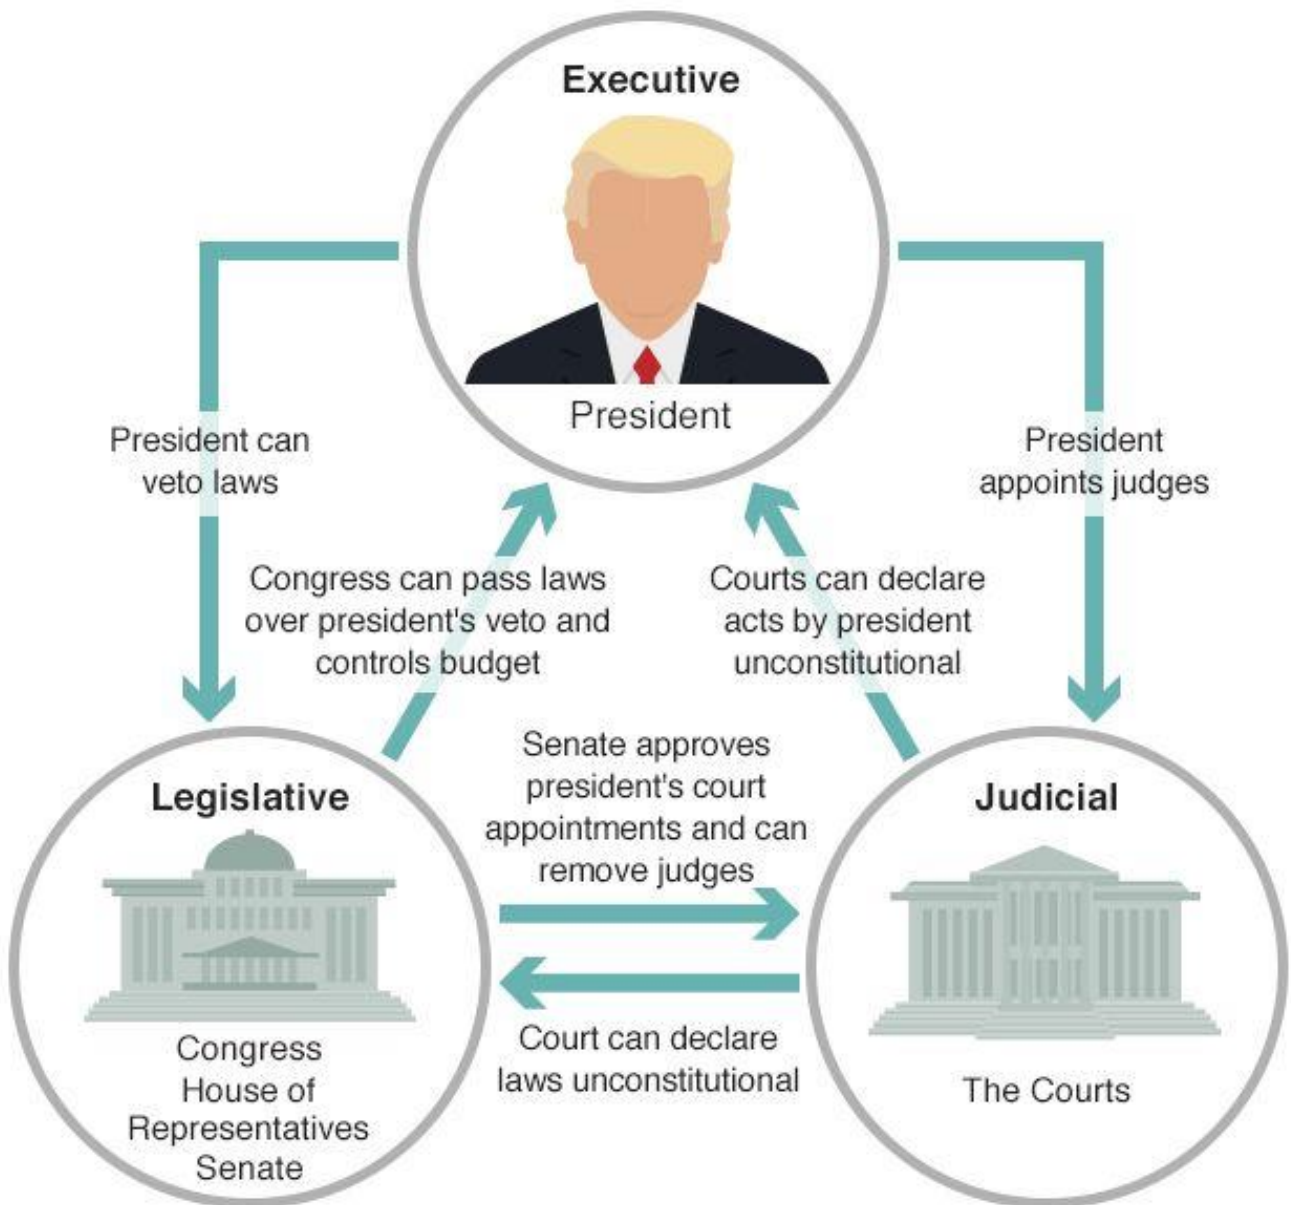 Executive
President
President can
veto laws
President
appoints judges
Congress can pass laws
over president's veto and
controls budget
Courts can declare
acts by president
unconstitutional
Senate approves
president's court
appointments and can
remove judges
Legislative
Congress
House of
Representatives
Senate
Judicial
The Courts
Court can declare
laws unconstitutional